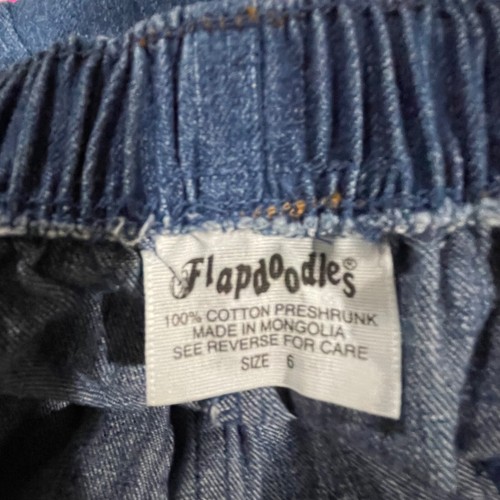 Flapdoodles®
100% COTTON PRESHRUNK
MADE IN MONGOLIA
SEE REVERSE FOR CARE
SIZE 6